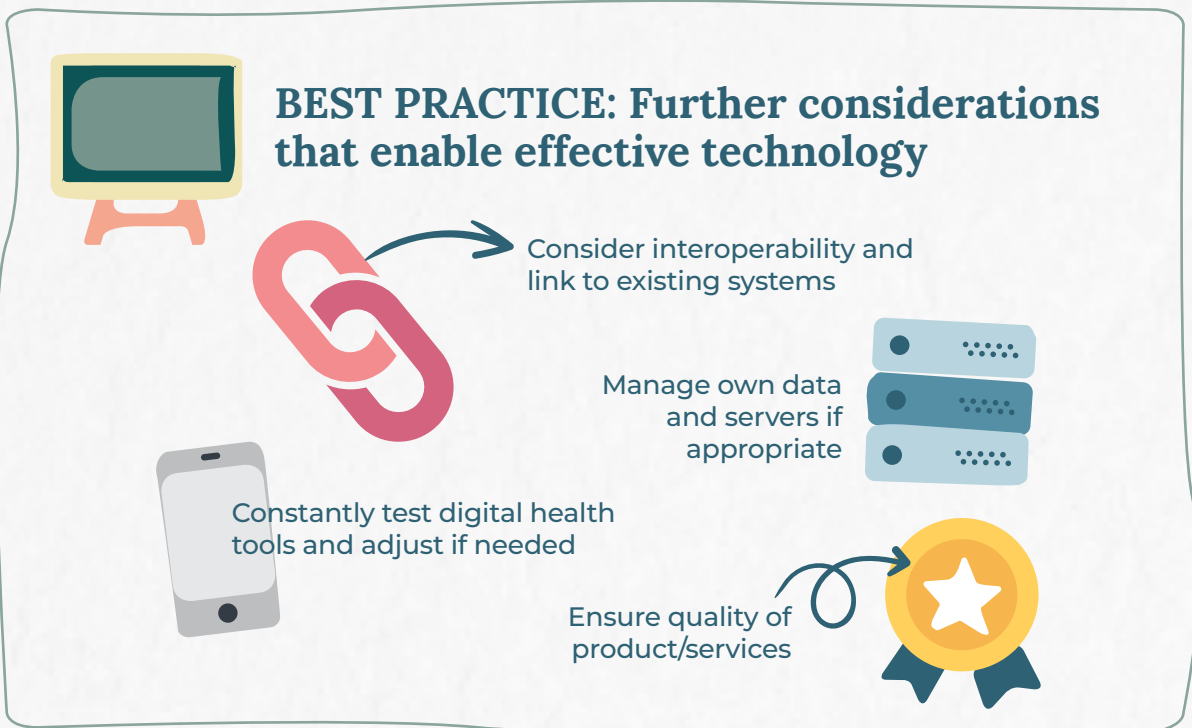 BEST PRACTICE: Further considerations
that enable effective technology
Consider interoperability and
link to existing systems
Manage own data
and servers if
appropriate
Constantly test digital health
tools and adjust if needed
Ensure quality of
product/services